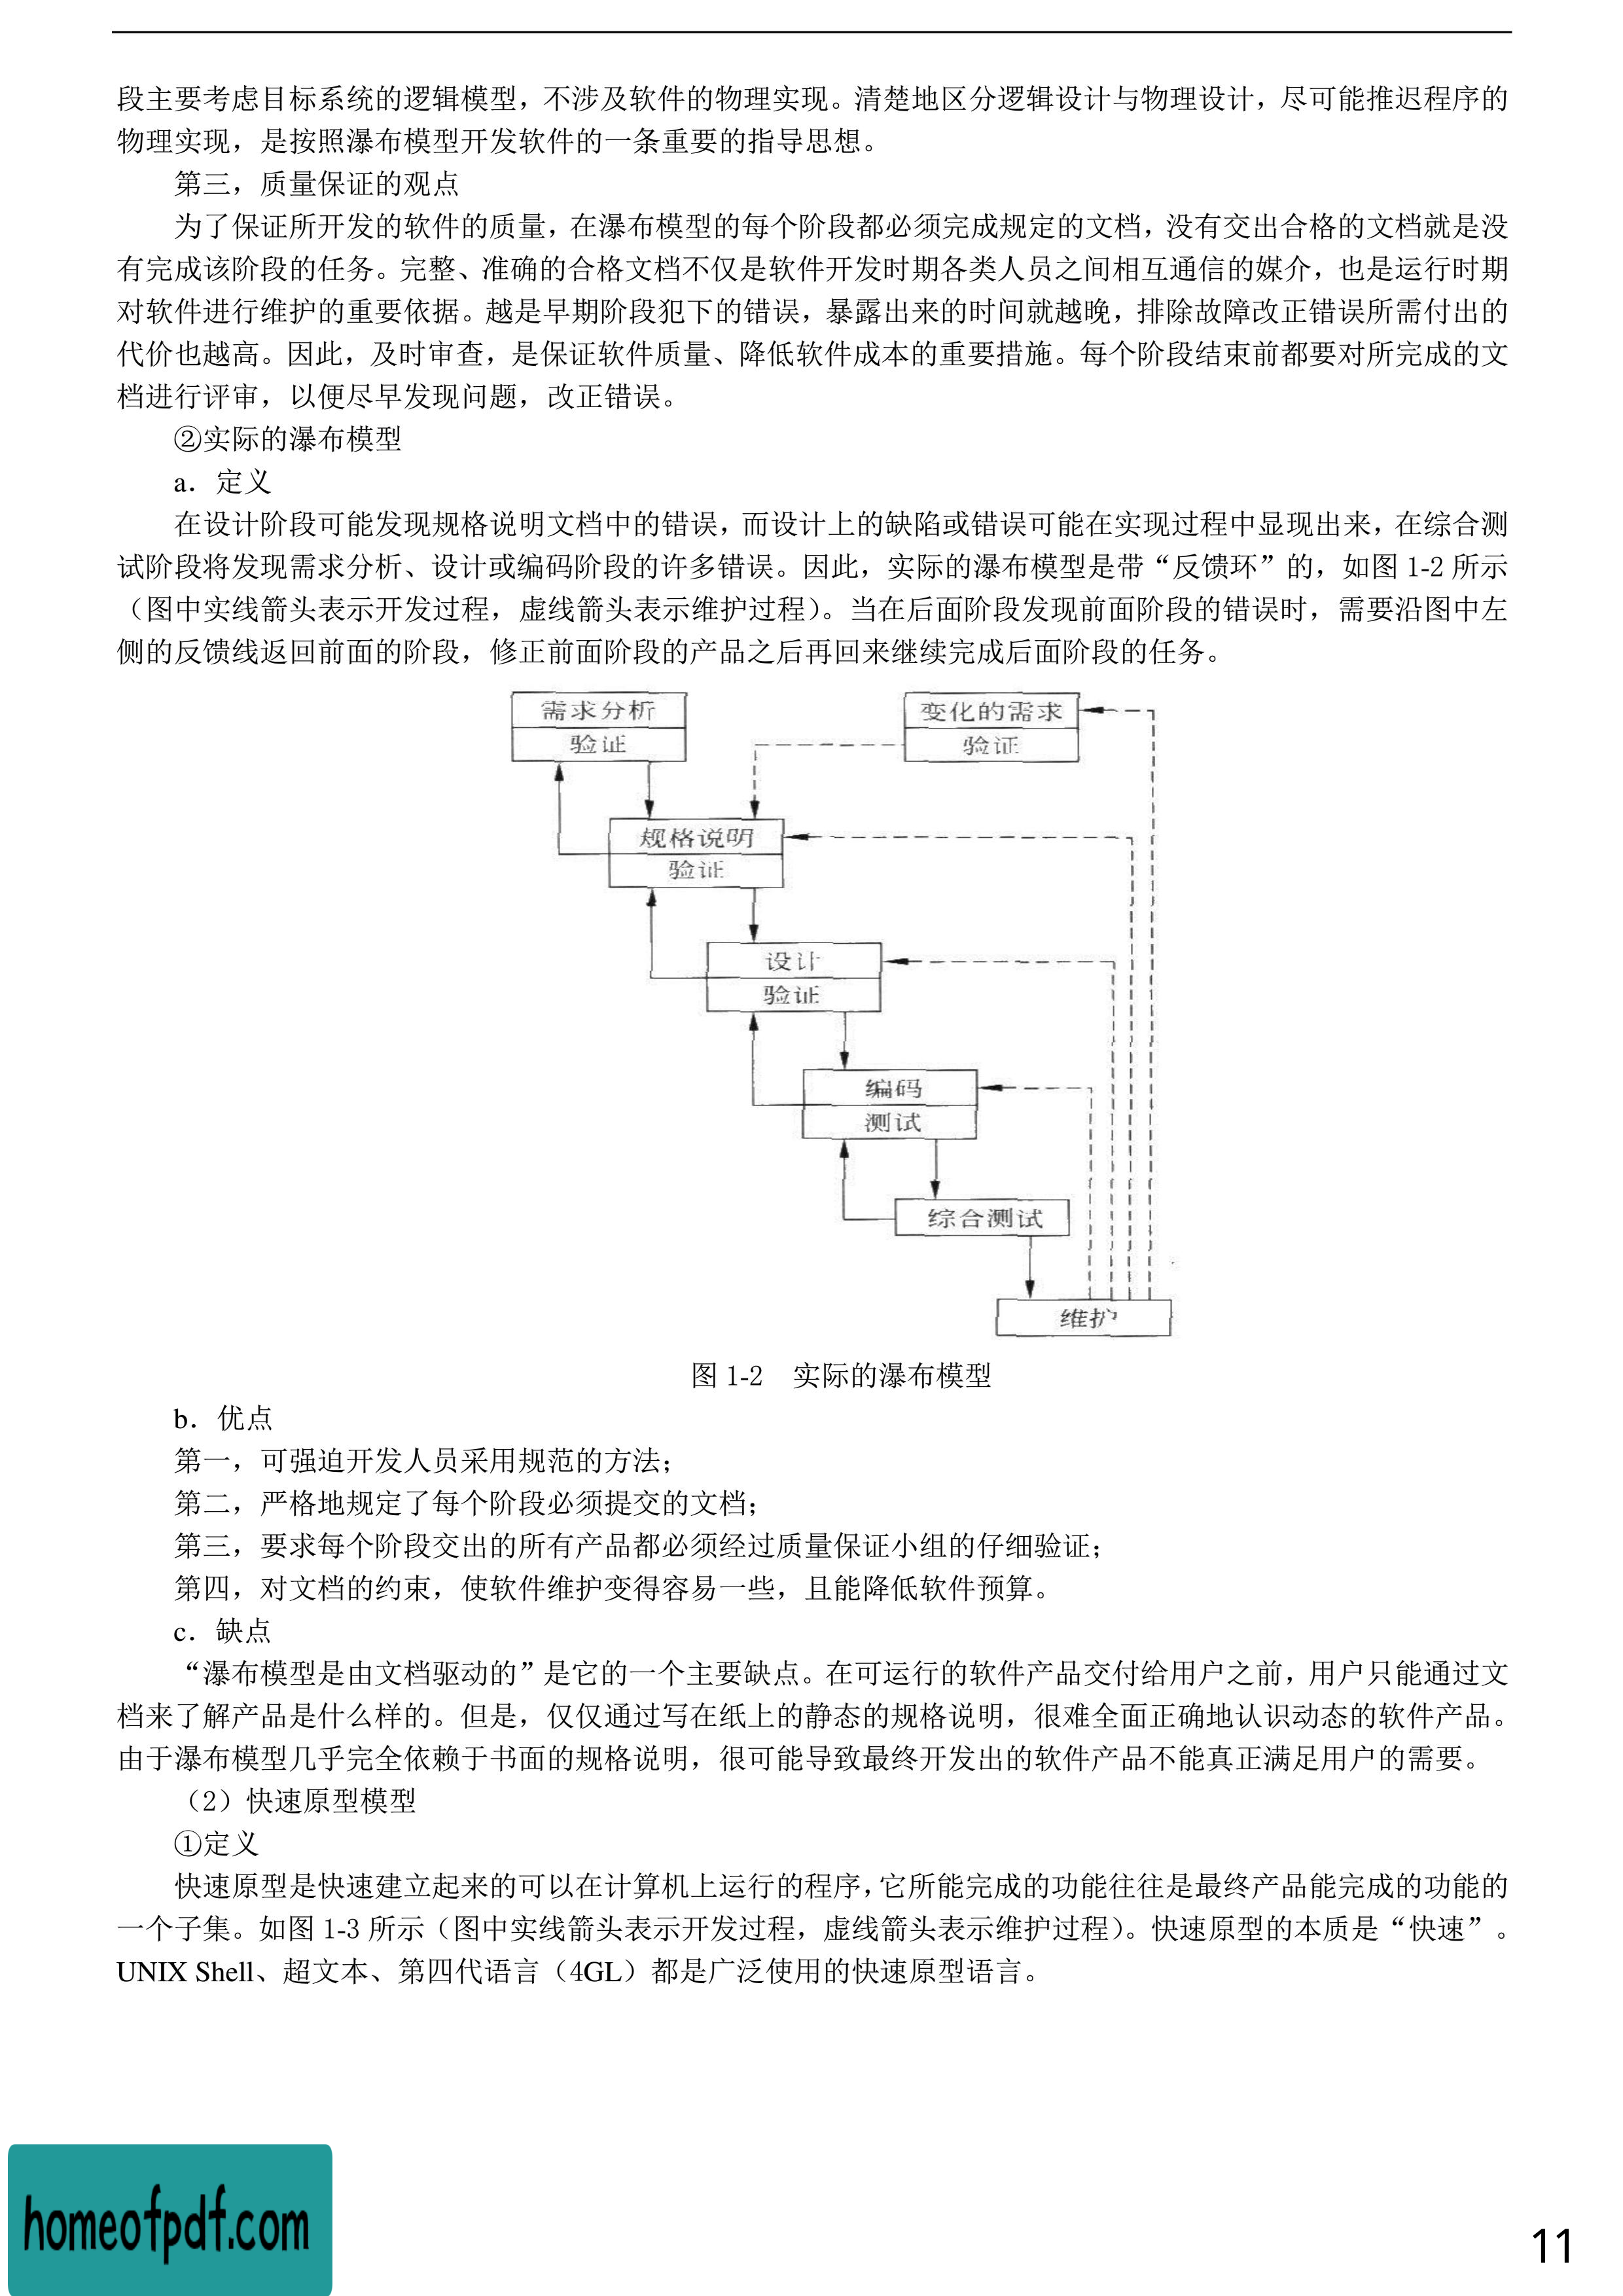 段主要考虑目标系统的逻辑模型，不涉及软件的物理实现。清楚地区分逻辑设计与物理设计，尽可能推迟程序的
物理实现，是按照瀑布模型开发软件的一条重要的指导思想。
第三，质量保证的观点
为了保证所开发的软件的质量，在瀑布模型的每个阶段都必须完成规定的文档，没有交出合格的文档就是没
有完成该阶段的任务。完整、准确的合格文档不仅是软件开发时期各类人员之间相互通信的媒介，也是运行时期
对软件进行维护的重要依据。越是早期阶段犯下的错误，暴露出来的时间就越晚，排除故障改正错误所需付出的
代价也越高。因此，及时审查，是保证软件质量、降低软件成本的重要措施。每个阶段结束前都要对所完成的文
档进行评审，以便尽早发现问题，改正错误。
②实际的瀑布模型
a．定义
在设计阶段可能发现规格说明文档中的错误，而设计上的缺陷或错误可能在实现过程中显现出来，在综合测
试阶段将发现需求分析、设计或编码阶段的许多错误。因此，实际的瀑布模型是带“反馈环”的，如图 1-2 所示
（图中实线箭头表示开发过程，虚线箭头表示维护过程）。当在后面阶段发现前面阶段的错误时，需要沿图中左
侧的反馈线返回前面的阶段，修正前面阶段的产品之后再回来继续完成后面阶段的任务。
需求分析
验证
变化的需求
验证
规格说明
验证
设计
验证
编码
测试
综合测试
维护
图 1-2　实际的瀑布模型
b．优点
第一，可强迫开发人员采用规范的方法；
第二，严格地规定了每个阶段必须提交的文档；
第三，要求每个阶段交出的所有产品都必须经过质量保证小组的仔细验证；
第四，对文档的约束，使软件维护变得容易一些，且能降低软件预算。
c．缺点
“瀑布模型是由文档驱动的”是它的一个主要缺点。在可运行的软件产品交付给用户之前，用户只能通过文
档来了解产品是什么样的。但是，仅仅通过写在纸上的静态的规格说明，很难全面正确地认识动态的软件产品。
由于瀑布模型几乎完全依赖于书面的规格说明，很可能导致最终开发出的软件产品不能真正满足用户的需要。
（2）快速原型模型
①定义
快速原型是快速建立起来的可以在计算机上运行的程序，它所能完成的功能往往是最终产品能完成的功能的
一个子集。如图 1-3 所示（图中实线箭头表示开发过程，虚线箭头表示维护过程）。快速原型的本质是“快速”。
UNIX Shell、超文本、第四代语言（4GL）都是广泛使用的快速原型语言。
homeofpdf.com
11